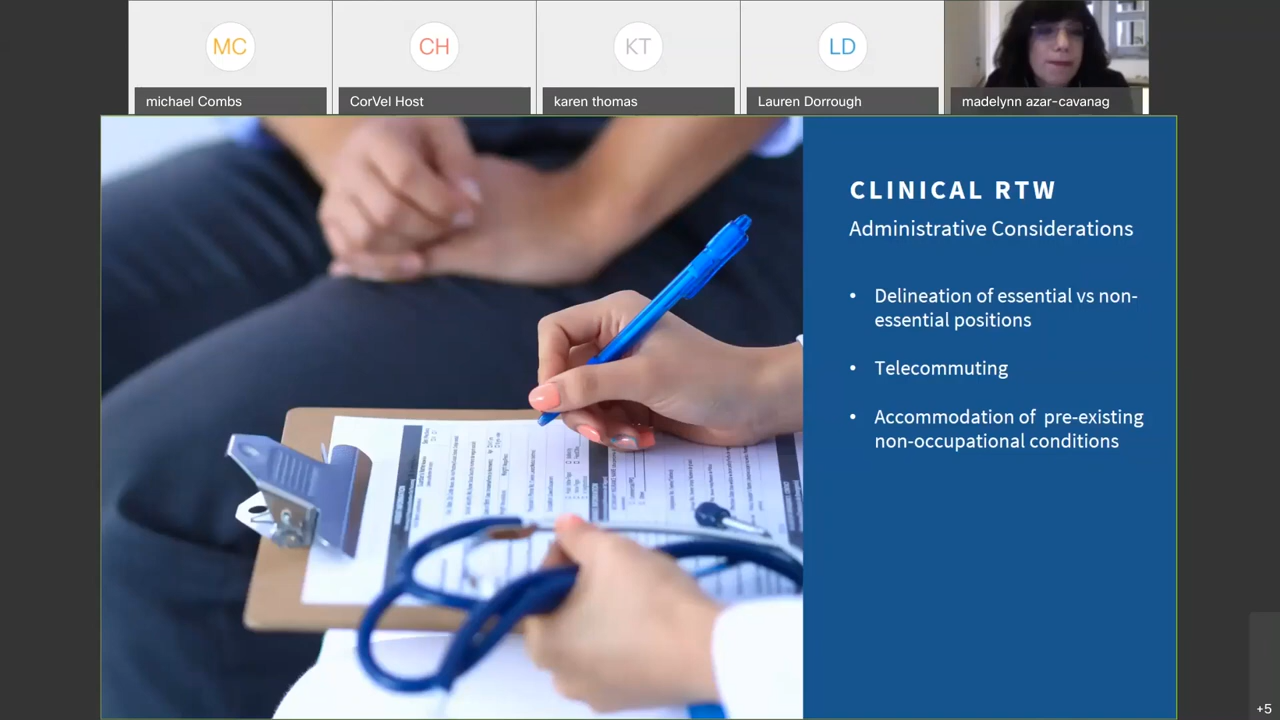 MC
CH
KT
LD
michael Combs
CorVel Host
karen thomas
Lauren Dorrough
madelynn azar-cavanag
CLINICAL RTW
Administrative Considerations
• Delineation of essential vs non-
essential positions
• Telecommuting
• Accommodation of pre-existing
non-occupational conditions
+5